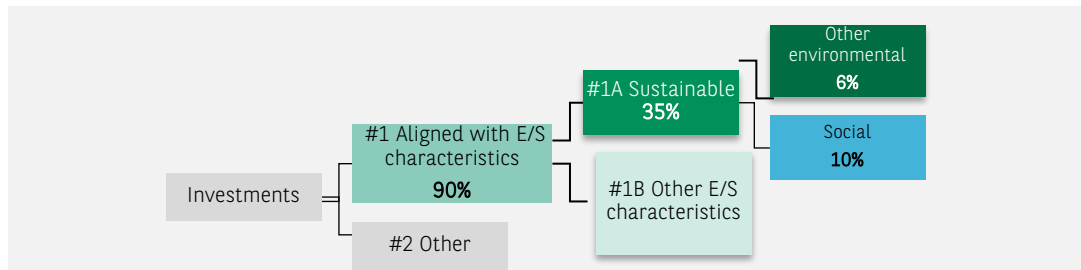 Investments
#1 Aligned with E/S
characteristics
90%
#2 Other
#1A Sustainable
35%
#1B Other E/S
characteristics
Other
environmental
6%
Social
10%